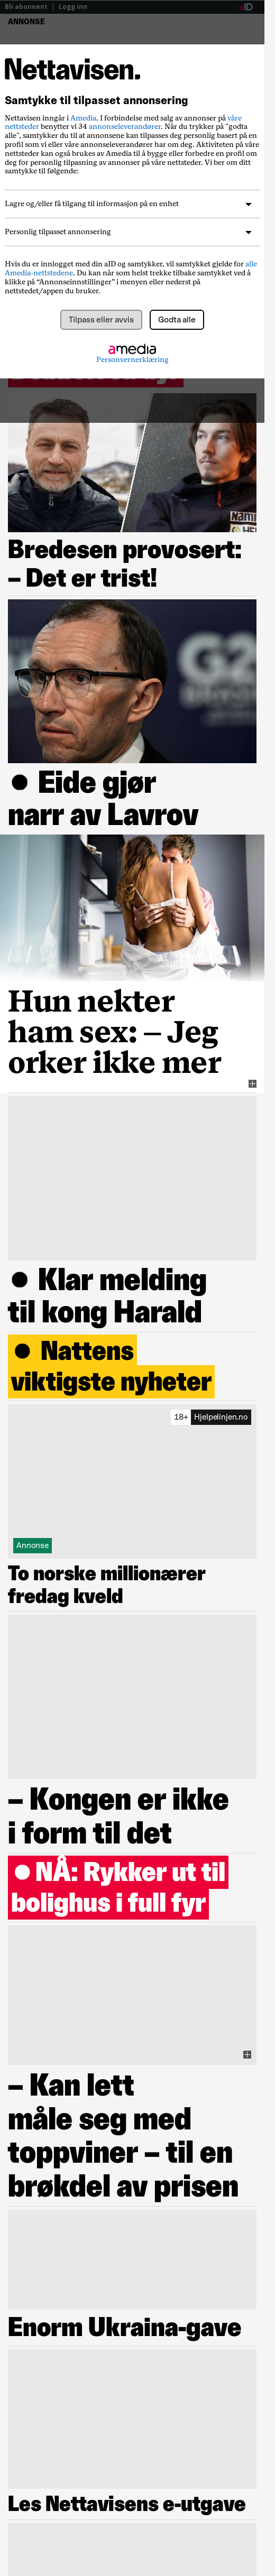 Bli abonnent | Logg inn
aID
ANNONSE
Nettavisen.
Samtykke til tilpasset annonsering
Nettavisen inngår i Amedia. I forbindelse med salg av annonser på våre
nettsteder benytter vi 34 annonseleverandører. Når du trykker på "godta
alle", samtykker du til at annonsene kan tilpasses deg personlig basert på en
profil som vi eller våre annonseleverandører har om deg. Aktiviteten på våre
nettsteder kan også brukes av Amedia til å bygge eller forbedre en profil om
deg for personlig tilpasning av annonser på våre nettsteder. Vi ber om ditt
samtykke til følgende:
Lagre og/eller få tilgang til informasjon på en enhet
Personlig tilpasset annonsering
Hvis du er innlogget med din aID og samtykker, vil samtykket gjelde for alle
Amedia-nettstedene. Du kan når som helst trekke tilbake samtykket ved å
klikke på “Annonseinnstillinger” i menyen nederst på
nettstedet/appen du bruker.
Tilpass eller avvis
Godta alle
amedia
Personvernerklæring
Bredesen provosert:
– Det er trist!
● Eide gjør
narr av Lavrov
Hun nekter
ham sex: – Jeg
orker ikke mer
● Klar melding
til kong Harald
● Nattens
viktigste nyheter
18+ Hjelpelinjen.no
Annonse
To norske millionærer
fredag kveld
– Kongen er ikke
i form til det
● NÅ: Rykker ut til
bolighus i full fyr
– Kan lett
måle seg med
toppviner – til en
brøkdel av prisen
Enorm Ukraina-gave
Les Nettavisens e-utgave